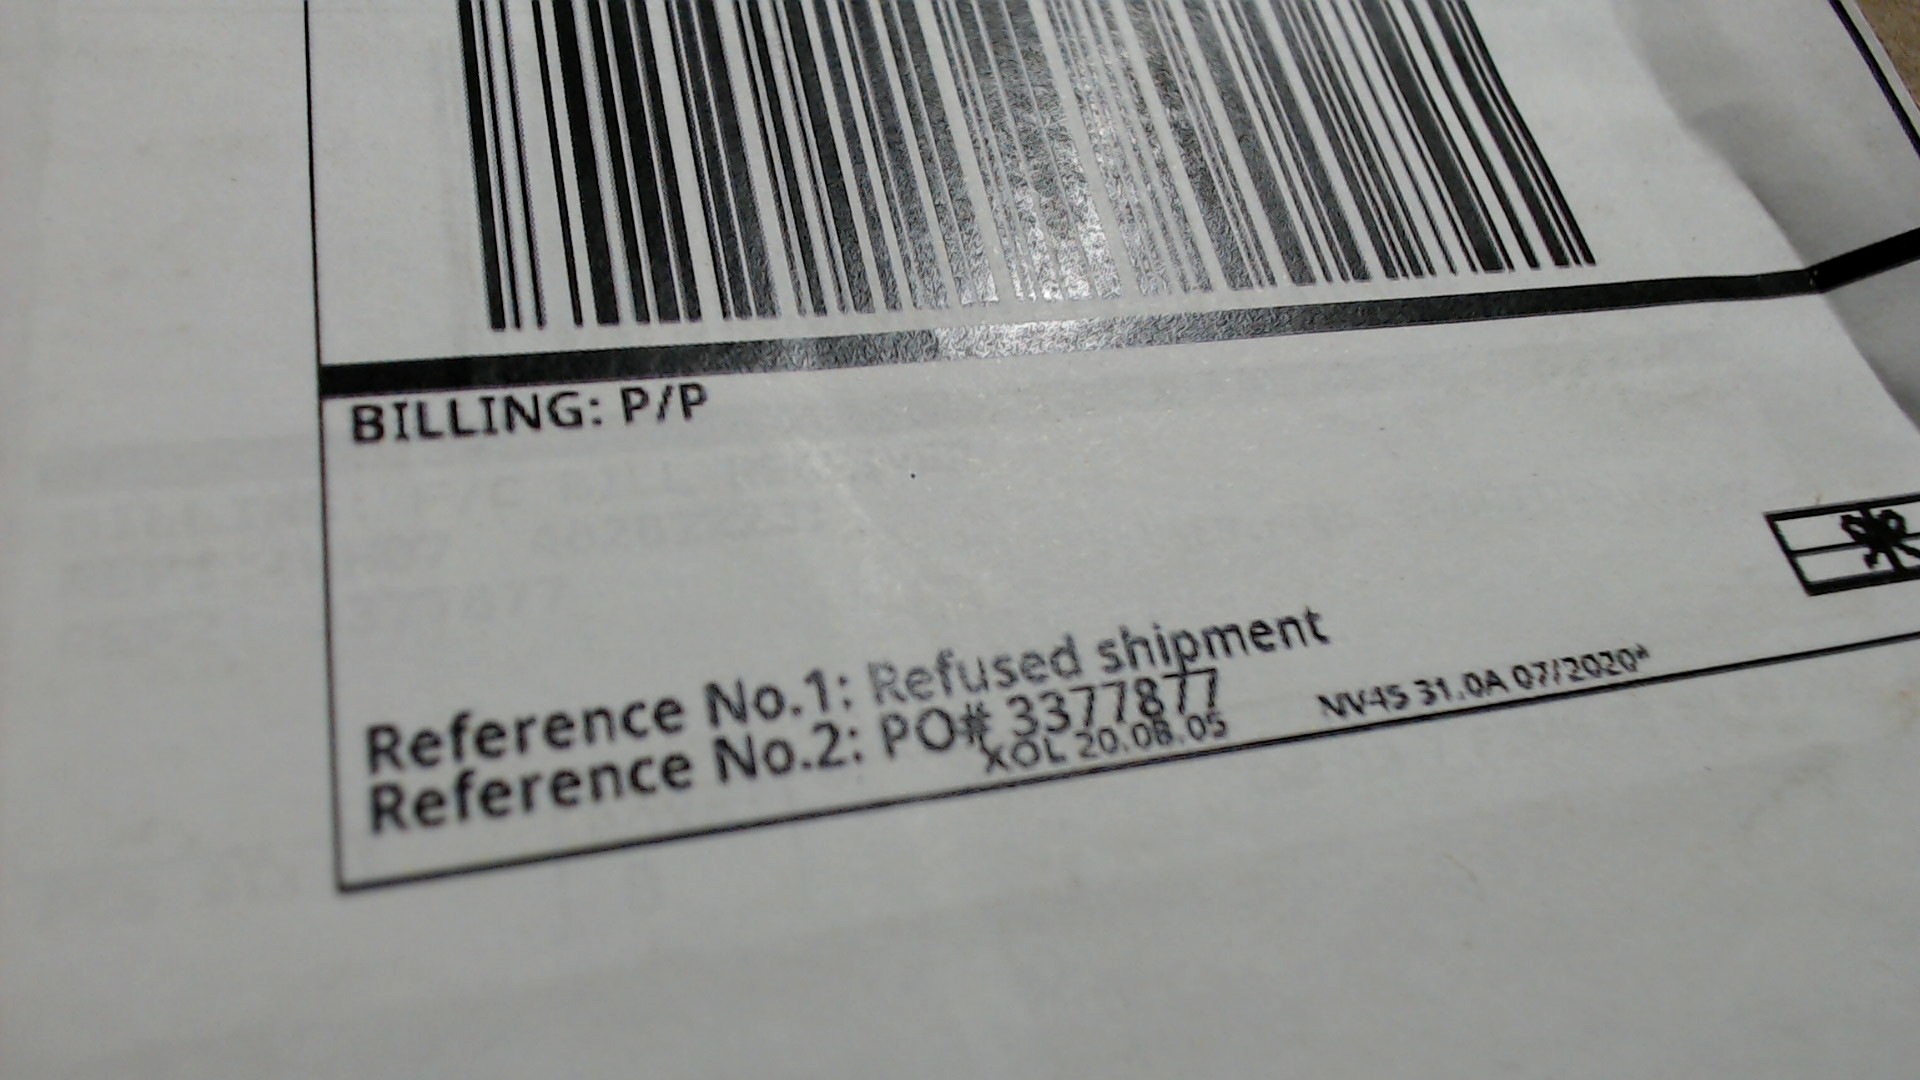 BILLING: P/P
Reference No.1: Refused shipment
Reference No.2: PO# 3377877
XOL 20.08.05
NV45 31.0A 07/2020*